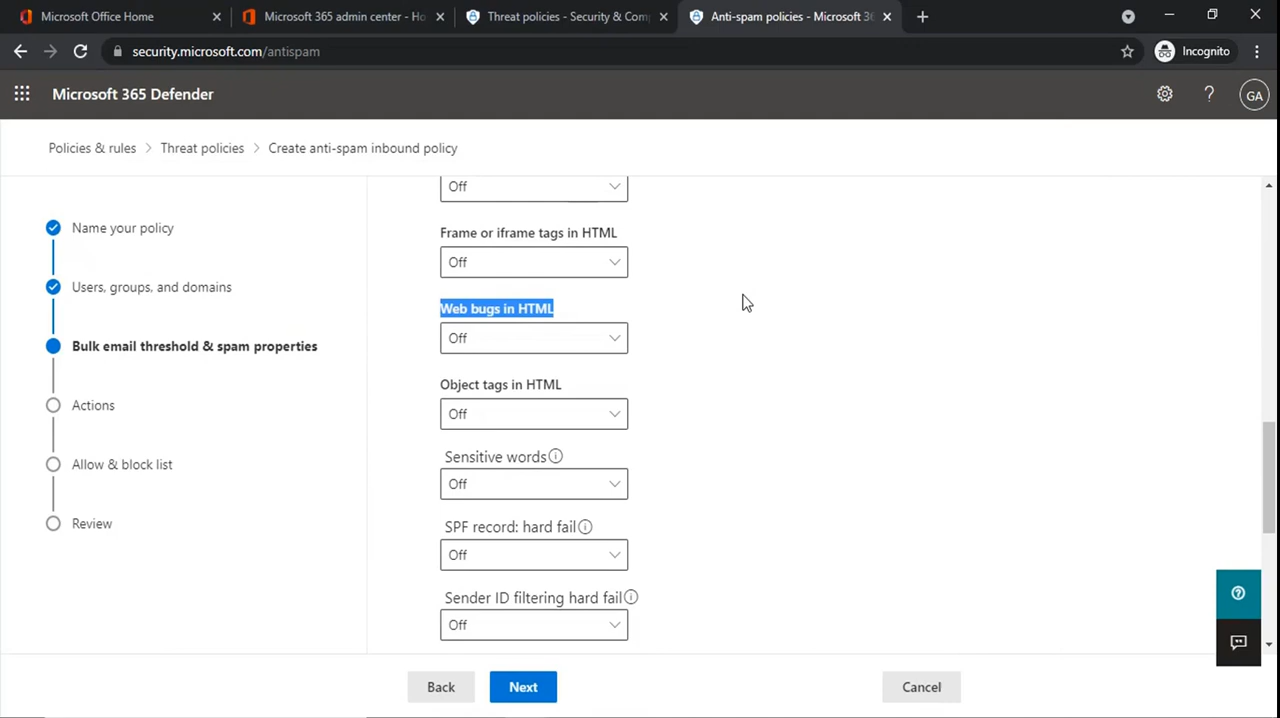 Microsoft Office Home
Microsoft 365 admin center - Ho
Threat policies - Security & Comp
Anti-spam policies - Microsoft 36
security.microsoft.com/antispam
Incognito
Microsoft 365 Defender
GA
Policies & rules > Threat policies > Create anti-spam inbound policy
Name your policy
Users, groups, and domains
Bulk email threshold & spam properties
Actions
Allow & block list
Review
Off
Frame or iframe tags in HTML
Off
Web bugs in HTML
Off
Object tags in HTML
Off
Sensitive words
Off
SPF record: hard fail
Off
Sender ID filtering hard fail
Off
Back
Next
Cancel